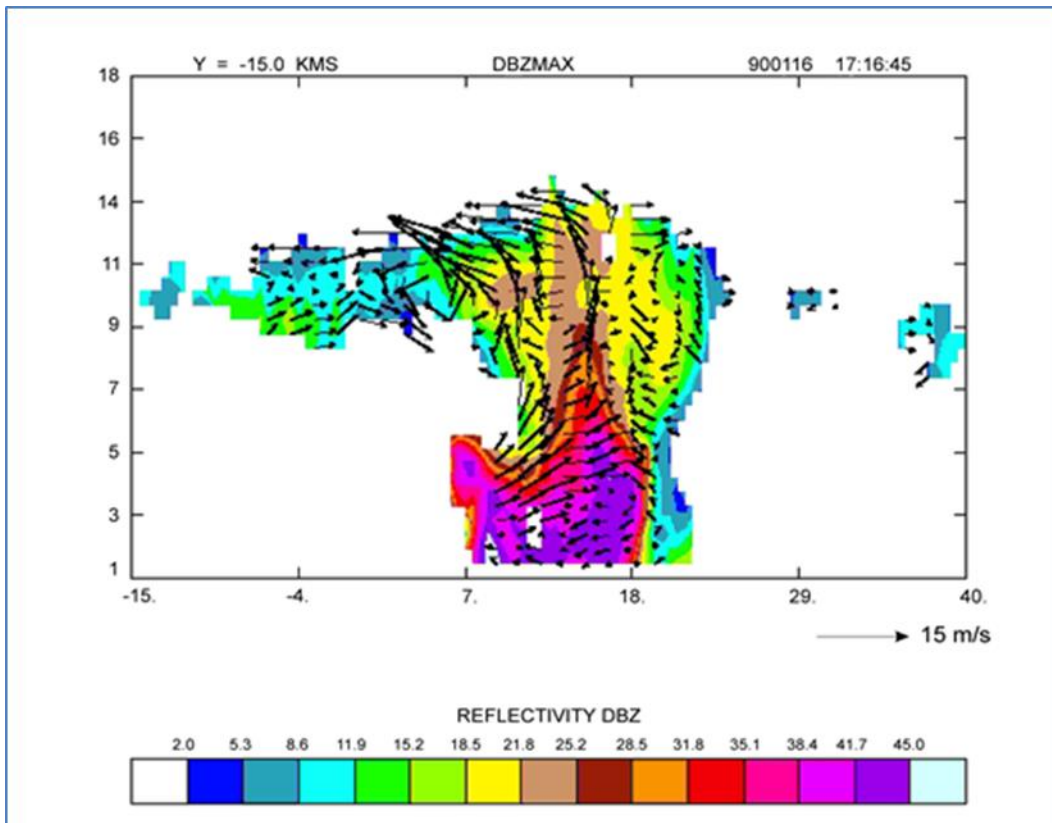 Y = -15.0 KMS DBZMAX 900116 17:16:45
18
16
14
11
9
7
5
3
1
-15. -4. 7. 18. 29. 40.
15 m/s
REFLECTIVITY DBZ
2.0 5.3 8.6 11.9 15.2 18.5 21.8 25.2 28.5 31.8 35.1 38.4 41.7 45.0